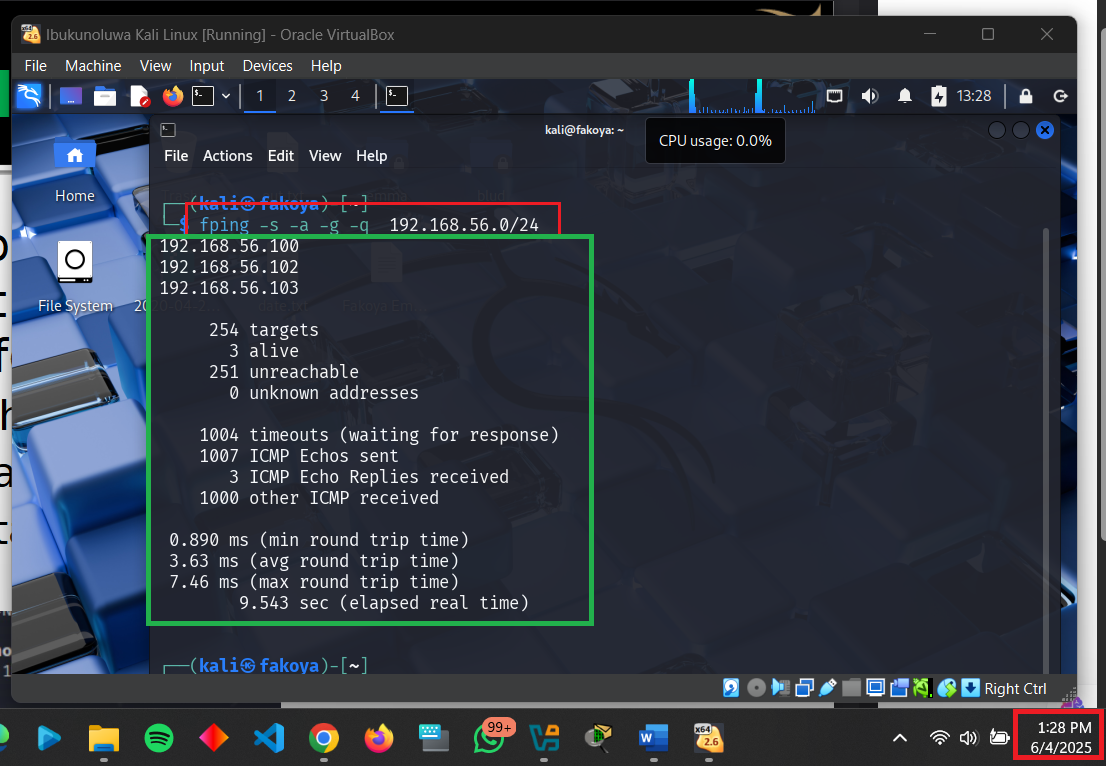 Ibukunoluwa Kali Linux [Running] - Oracle VirtualBox
File Machine View Input Devices Help
1 2 3 4
13:28
kali@fakoya: ~
CPU usage: 0.0%
File Actions Edit View Help
Home
File System
┌──(kali㉿fakoya)-[~]
└─$ fping -s -a -g -q 192.168.56.0/24
192.168.56.100
192.168.56.102
192.168.56.103
254 targets
3 alive
251 unreachable
0 unknown addresses
1004 timeouts (waiting for response)
1007 ICMP Echos sent
3 ICMP Echo Replies received
1000 other ICMP received
0.890 ms (min round trip time)
3.63 ms (avg round trip time)
7.46 ms (max round trip time)
9.543 sec (elapsed real time)
┌──(kali㉿fakoya)-[~]
Right Ctrl
99+
x64
2.6
1:28 PM
6/4/2025